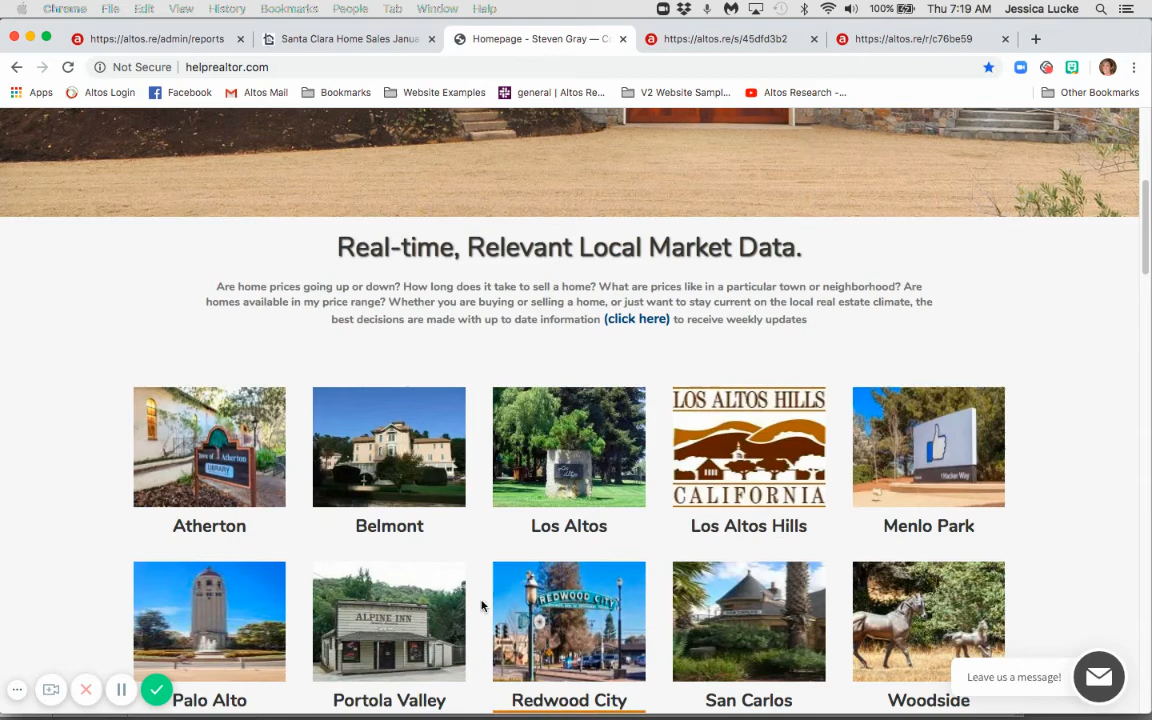 Chrome File Edit View History Bookmarks People Tab Window Help 100% Thu 7:19 AM Jessica Lucke
https://altos.re/admin/reports Santa Clara Home Sales Janua Homepage - Steven Gray — C https://altos.re/s/45dfd3b2 https://altos.re/r/c76be59
Not Secure helprealtor.com
Apps Altos Login Facebook Altos Mail Bookmarks Website Examples general | Altos Re... V2 Website Sampl... Altos Research -... Other Bookmarks
Real-time, Relevant Local Market Data.
Are home prices going up or down? How long does it take to sell a home? What are prices like in a particular town or neighborhood? Are
homes available in my price range? Whether you are buying or selling a home, or just want to stay current on the local real estate climate, the
best decisions are made with up to date information (click here) to receive weekly updates
Town of Atherton
LIBRARY
LOS ALTOS HILLS
CALIFORNIA
Hacker Way
Atherton Belmont Los Altos Los Altos Hills Menlo Park
ALPINE INN
REDWOOD CITY
Leave us a message!
Palo Alto Portola Valley Redwood City San Carlos Woodside